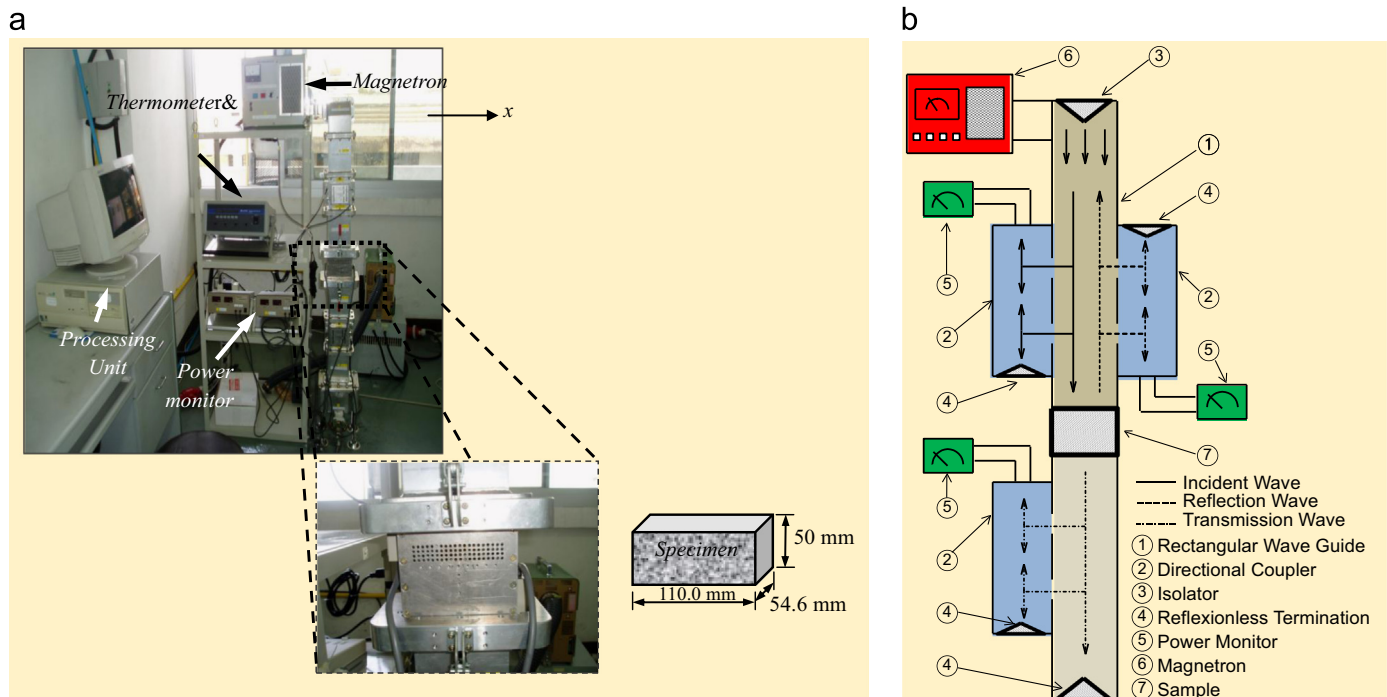 a
Magnetron
Thermometer&
x
Processing
Unit
Power
monitor
Specimen
50 mm
110.0 mm
54.6 mm
b
6
3
1
4
5
2
2
5
4
4
7
5
2
4
4
Incident Wave
Reflection Wave
Transmission Wave
1 Rectangular Wave Guide
2 Directional Coupler
3 Isolator
4 Reflexionless Termination
5 Power Monitor
6 Magnetron
7 Sample